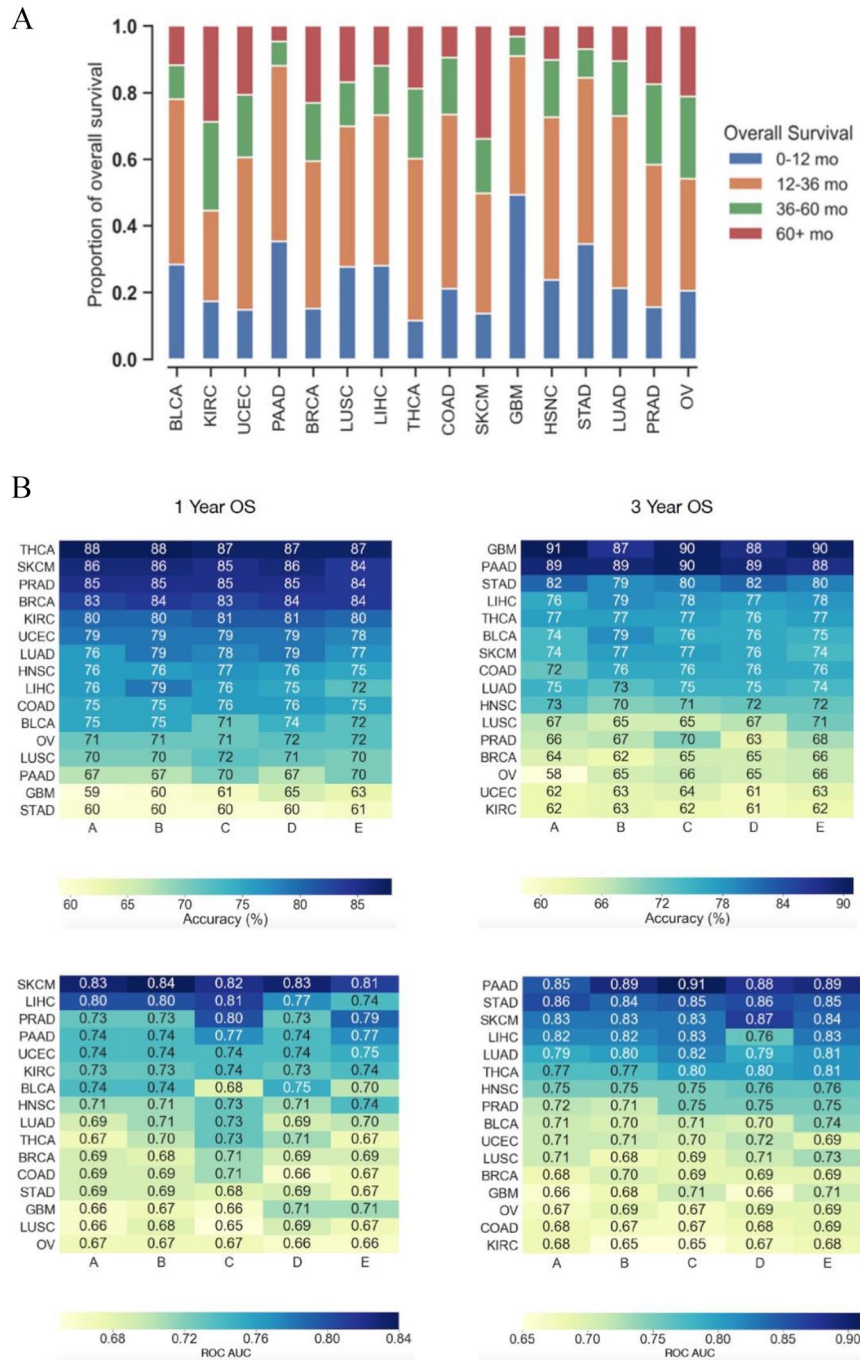 A
Proportion of overall survival
1.0
0.8
0.6
0.4
0.2
0.0
BLCA
KIRC
UCEC
PAAD
BRCA
LUSC
LIHC
THCA
COAD
SKCM
GBM
HSNC
STAD
LUAD
PRAD
OV
Overall Survival
0-12 mo
12-36 mo
36-60 mo
60+ mo
B
1 Year OS
THCA 88 88 87 87 87
SKCM 86 86 85 86 84
PRAD 85 85 85 85 84
BRCA 83 84 83 84 84
KIRC 80 80 81 81 80
UCEC 79 79 79 79 78
LUAD 76 79 78 79 77
HNSC 76 76 77 76 75
LIHC 76 79 76 75 72
COAD 75 75 76 76 75
BLCA 75 75 71 74 72
OV 71 71 71 72 72
LUSC 70 70 72 71 70
PAAD 67 67 70 67 70
GBM 59 60 61 65 63
STAD 60 60 60 60 61
A B C D E
60 65 70 75 80 85
Accuracy (%)
3 Year OS
GBM 91 87 90 88 90
PAAD 89 89 90 89 88
STAD 82 79 80 82 80
LIHC 76 79 78 77 78
THCA 77 77 77 76 77
BLCA 74 79 76 76 75
SKCM 74 77 77 76 74
COAD 72 76 76 76 76
LUAD 75 73 75 75 74
HNSC 73 70 71 72 72
LUSC 67 65 65 67 71
PRAD 66 67 70 63 68
BRCA 64 62 65 65 66
OV 58 65 66 65 66
UCEC 62 63 64 61 63
KIRC 62 63 62 61 62
A B C D E
60 66 72 78 84 90
Accuracy (%)
SKCM 0.83 0.84 0.82 0.83 0.81
LIHC 0.80 0.80 0.81 0.77 0.74
PRAD 0.73 0.73 0.80 0.73 0.79
PAAD 0.74 0.74 0.77 0.74 0.77
UCEC 0.74 0.74 0.74 0.74 0.75
KIRC 0.73 0.73 0.74 0.73 0.74
BLCA 0.74 0.74 0.68 0.75 0.70
HNSC 0.71 0.71 0.73 0.71 0.74
LUAD 0.69 0.71 0.73 0.69 0.70
THCA 0.67 0.70 0.73 0.71 0.67
BRCA 0.69 0.68 0.71 0.69 0.69
COAD 0.69 0.69 0.71 0.66 0.67
STAD 0.69 0.69 0.68 0.69 0.67
GBM 0.66 0.67 0.66 0.71 0.71
LUSC 0.66 0.68 0.65 0.69 0.67
OV 0.67 0.67 0.67 0.66 0.66
A B C D E
0.68 0.72 0.76 0.80 0.84
ROC AUC
PAAD 0.85 0.89 0.91 0.88 0.89
STAD 0.86 0.84 0.85 0.86 0.85
SKCM 0.83 0.83 0.83 0.87 0.84
LIHC 0.82 0.82 0.83 0.76 0.83
LUAD 0.79 0.80 0.82 0.79 0.81
THCA 0.77 0.77 0.80 0.80 0.81
HNSC 0.75 0.75 0.75 0.76 0.76
PRAD 0.72 0.71 0.75 0.75 0.75
BLCA 0.71 0.70 0.71 0.70 0.74
UCEC 0.71 0.71 0.70 0.72 0.69
LUSC 0.71 0.68 0.69 0.71 0.73
BRCA 0.68 0.70 0.69 0.69 0.69
GBM 0.66 0.68 0.71 0.66 0.71
OV 0.67 0.69 0.67 0.69 0.69
COAD 0.68 0.67 0.67 0.68 0.69
KIRC 0.68 0.65 0.65 0.67 0.68
A B C D E
0.65 0.70 0.75 0.80 0.85 0.90
ROC AUC